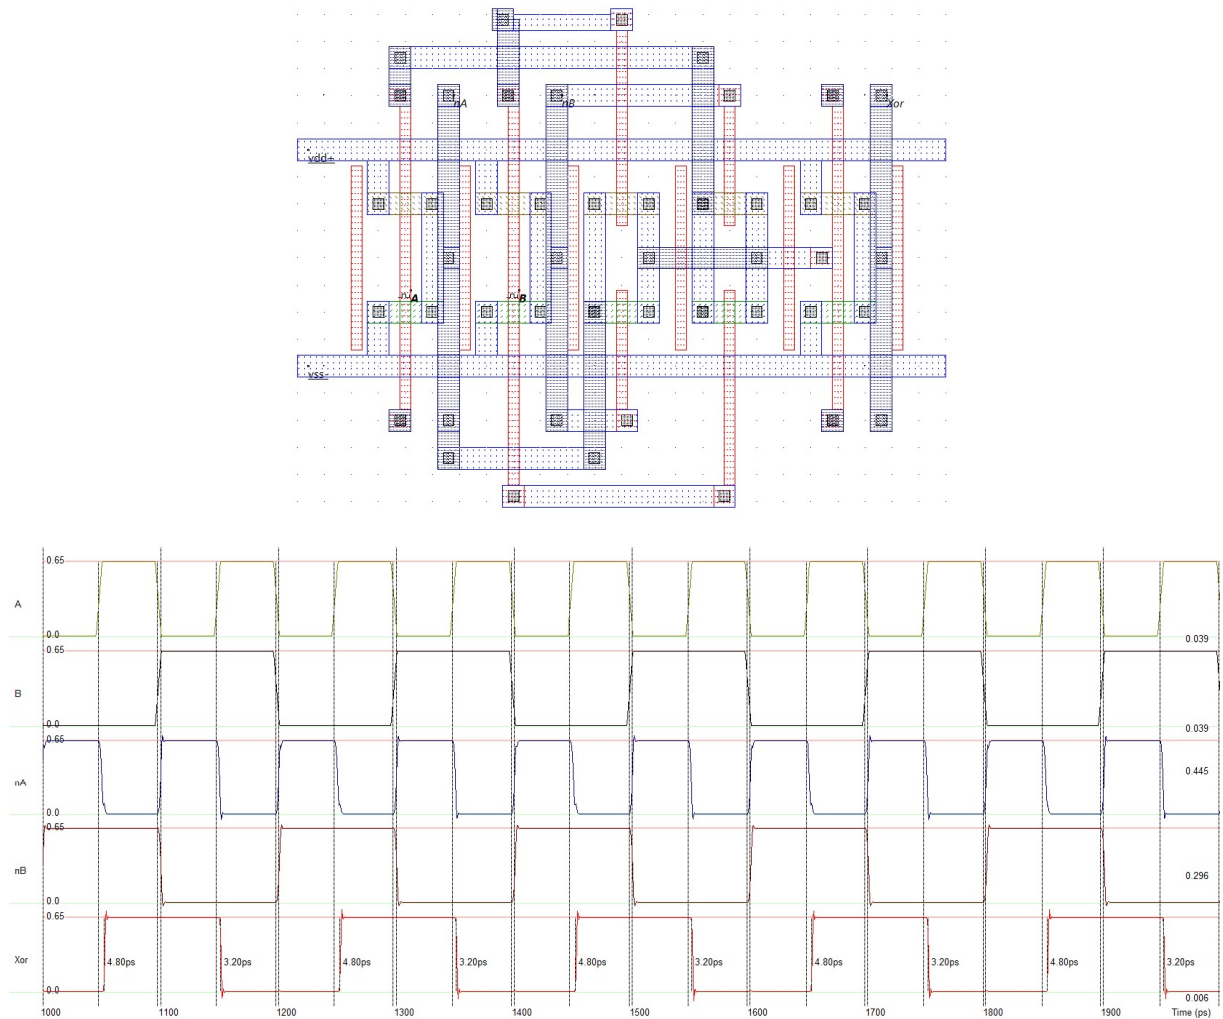 nA nB Xor
vdd+
A B
vss-
0.65
A
0.0 0.039
0.65
B
0.0 0.039
0.65
nA 0.445
0.0
0.65
nB 0.296
0.0
0.65
Xor 4.80ps 3.20ps 4.80ps 3.20ps 4.80ps 3.20ps 4.80ps 3.20ps 4.80ps 3.20ps
0.0 0.006
1000 1100 1200 1300 1400 1500 1600 1700 1800 1900 Time (ps)